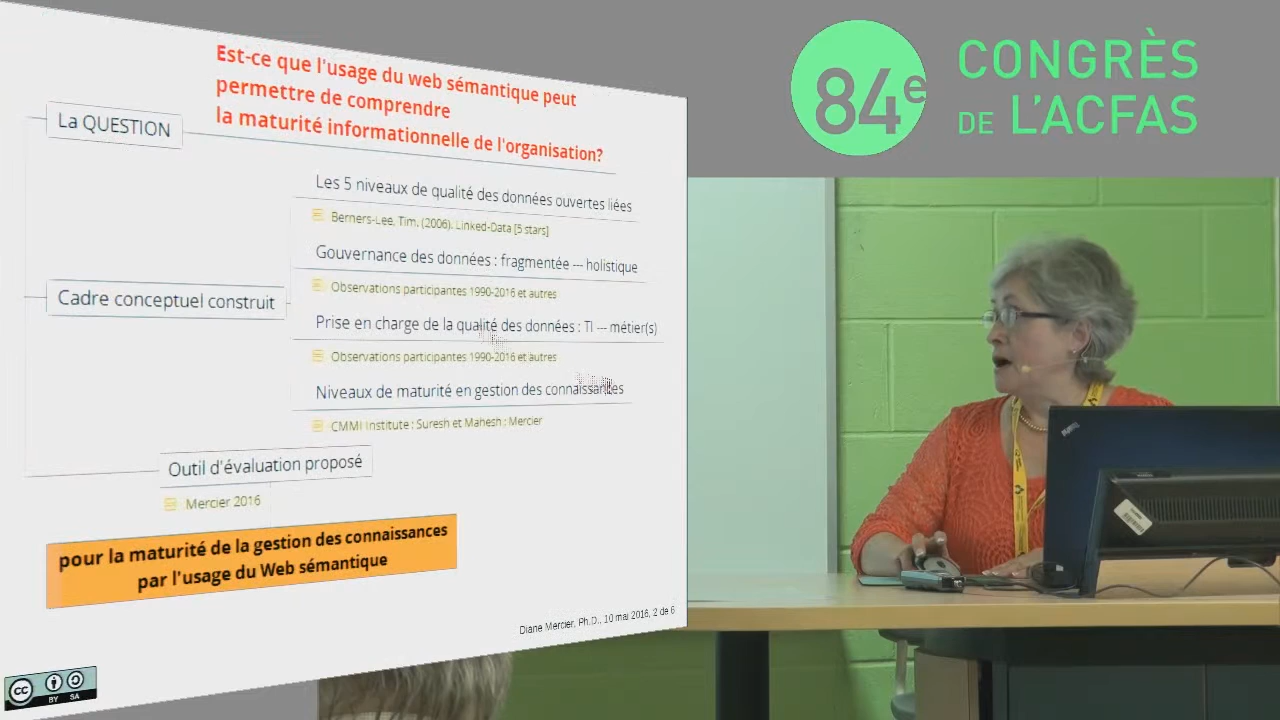 84e
CONGRÈS
DE L'ACFAS
Est-ce que l'usage du web sémantique peut
permettre de comprendre
la maturité informationnelle de l'organisation?
La QUESTION
Les 5 niveaux de qualité des données ouvertes liées
Berners-Lee, Tim, (2006). Linked-Data [5 stars]
Gouvernance des données : fragmentée --- holistique
Observations participantes 1990-2016 et autres
Cadre conceptuel construit
Prise en charge de la qualité des données : TI --- métier(s)
Observations participantes 1990-2016 et autres
Niveaux de maturité en gestion des connaissances
CMMI Institute ; Suresh et Mahesh ; Mercier
Outil d'évaluation proposé
Mercier 2016
pour la maturité de la gestion des connaissances
par l'usage du Web sémantique
Diane Mercier, Ph.D., 10 mai 2016, 2 de 6
CC BY SA